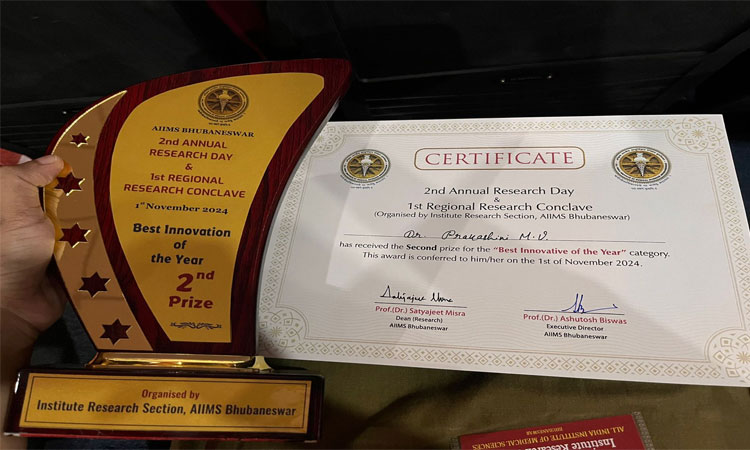 AIIMS BHUBANESWAR
2nd ANNUAL
RESEARCH DAY
&
1st REGIONAL
RESEARCH CONCLAVE
1st November 2024
Best Innovation
of
the Year
2nd
Prize
Organised by
Institute Research Section, AIIMS Bhubaneswar
CERTIFICATE
2nd Annual Research Day
&
1st Regional Research Conclave
(Organised by Institute Research Section, AIIMS Bhubaneswar)
Dr. Prakashini M.V.
has received the Second prize for the "Best Innovative of the Year" category.
This award is conferred to him/her on the 1st of November 2024.
Prof.(Dr.) Satyajeet Misra
Dean (Research)
AIIMS Bhubaneswar
Prof.(Dr.) Ashutosh Biswas
Executive Director
AIIMS Bhubaneswar
ALL INDIA INSTITUTE OF MEDICAL SCIENCES
BHUBANESWAR
Institute Resear